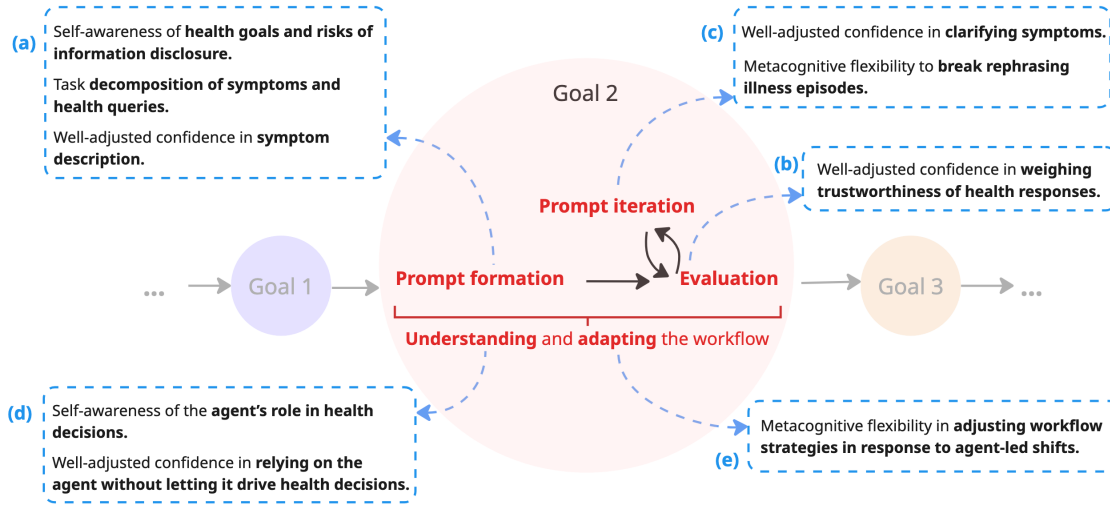 (a)
Self-awareness of health goals and risks of
information disclosure.
Task decomposition of symptoms and
health queries.
Well-adjusted confidence in symptom
description.
(c)
Well-adjusted confidence in clarifying symptoms.
Metacognitive flexibility to break rephrasing
illness episodes.
Goal 2
(b)
Well-adjusted confidence in weighing
trustworthiness of health responses.
Prompt iteration
...
Goal 1
Prompt formation
Evaluation
Goal 3
...
Understanding and adapting the workflow
(d)
Self-awareness of the agent's role in health
decisions.
Well-adjusted confidence in relying on the
agent without letting it drive health decisions.
(e)
Metacognitive flexibility in adjusting workflow
strategies in response to agent-led shifts.